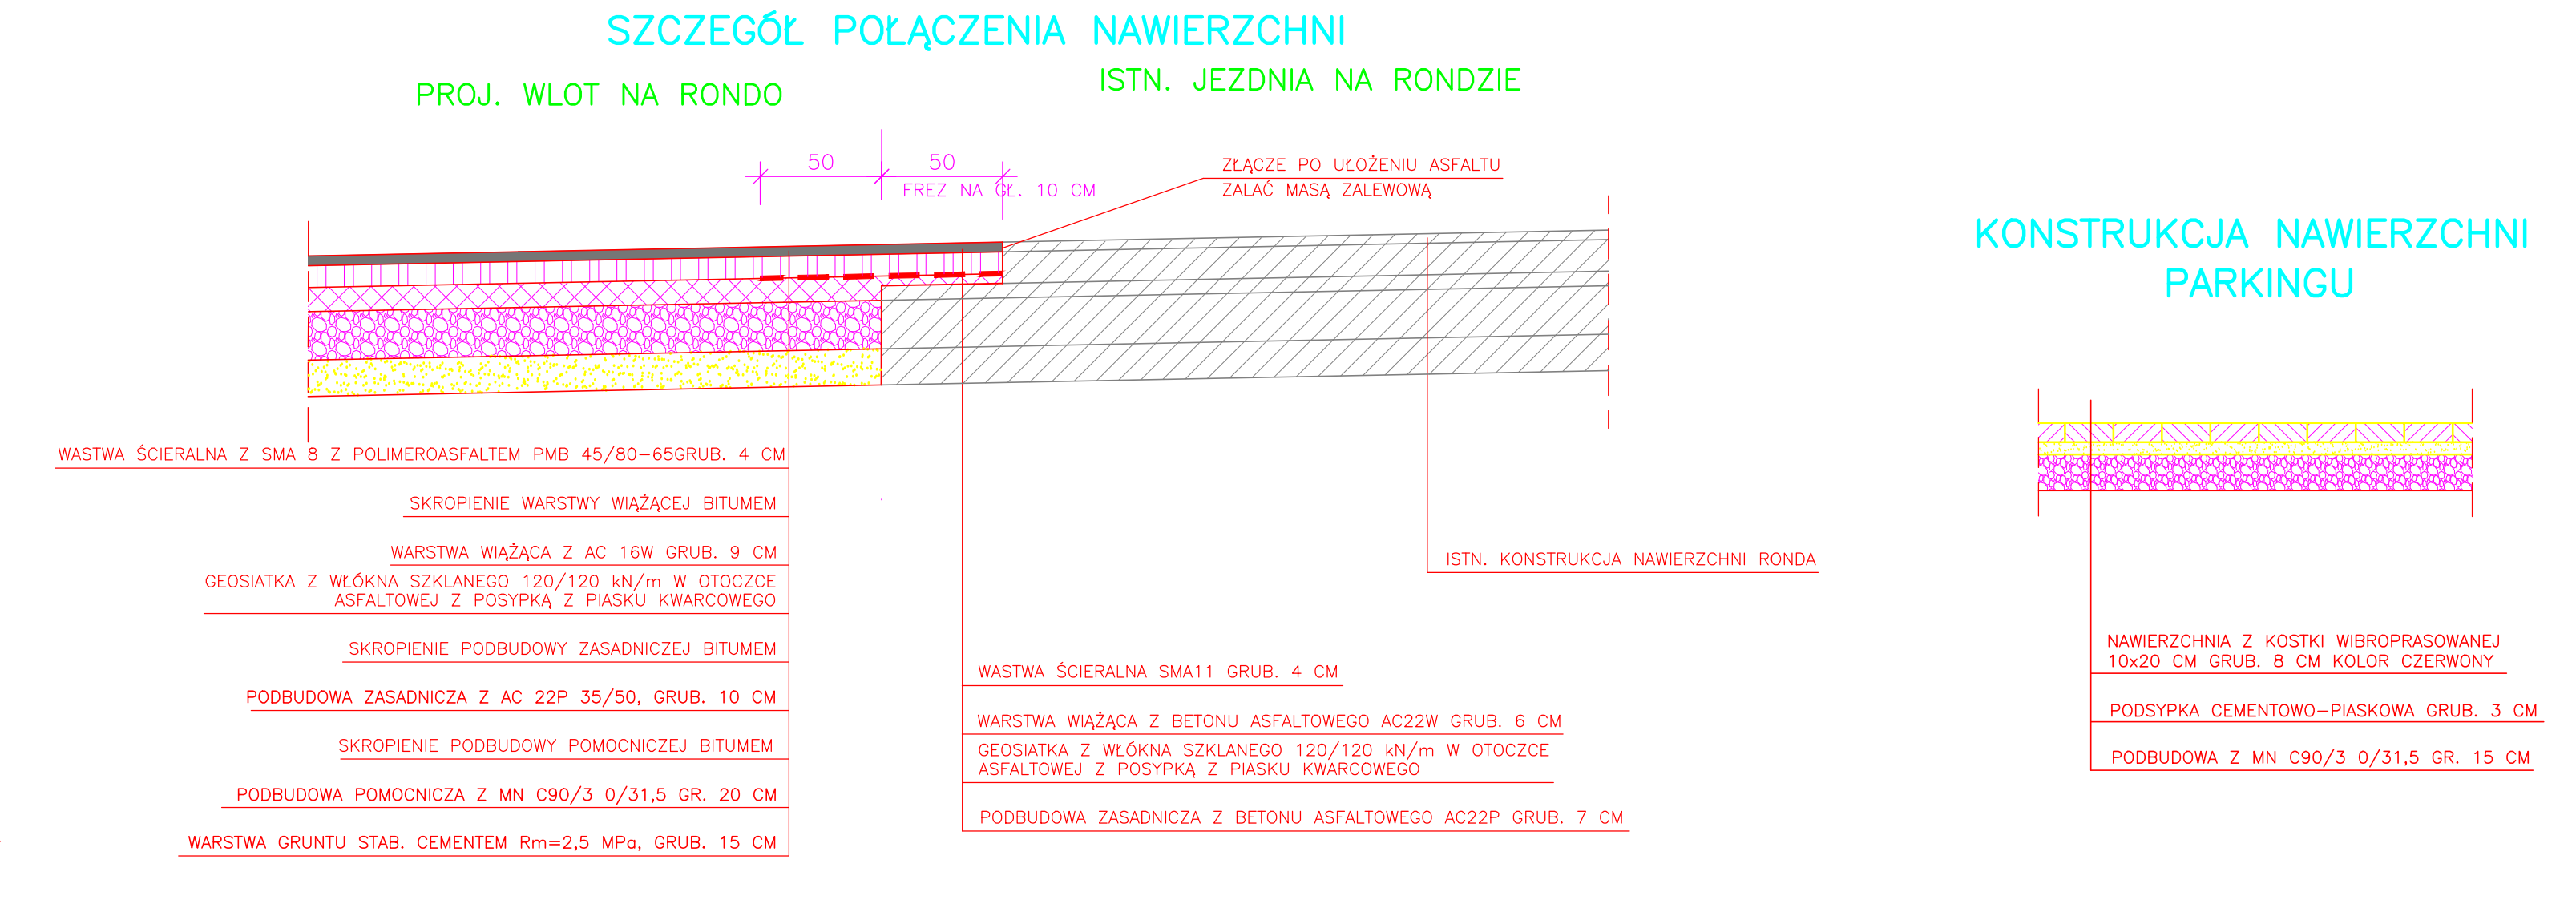 SZCZEGÓŁ POŁĄCZENIA NAWIERZCHNI
PROJ. WLOT NA RONDO
ISTN. JEZDNIA NA RONDZIE
50
50
FREZ NA GŁ. 10 CM
ZŁĄCZE PO UŁOŻENIU ASFALTU
ZALAĆ MASĄ ZALEWOWĄ
WASTWA ŚCIERALNA Z SMA 8 Z POLIMEROASFALTEM PMB 45/80-65GRUB. 4 CM
SKROPIENIE WARSTWY WIĄŻĄCEJ BITUMEM
WARSTWA WIĄŻĄCA Z AC 16W GRUB. 9 CM
GEOSIATKA Z WŁÓKNA SZKLANEGO 120/120 kN/m W OTOCZCE
ASFALTOWEJ Z POSYPKĄ Z PIASKU KWARCOWEGO
SKROPIENIE PODBUDOWY ZASADNICZEJ BITUMEM
PODBUDOWA ZASADNICZA Z AC 22P 35/50, GRUB. 10 CM
SKROPIENIE PODBUDOWY POMOCNICZEJ BITUMEM
PODBUDOWA POMOCNICZA Z MN C90/3 0/31,5 GR. 20 CM
WARSTWA GRUNTU STAB. CEMENTEM Rm=2,5 MPa, GRUB. 15 CM
WASTWA ŚCIERALNA SMA11 GRUB. 4 CM
WARSTWA WIĄŻĄCA Z BETONU ASFALTOWEGO AC22W GRUB. 6 CM
GEOSIATKA Z WŁÓKNA SZKLANEGO 120/120 kN/m W OTOCZCE
ASFALTOWEJ Z POSYPKĄ Z PIASKU KWARCOWEGO
PODBUDOWA ZASADNICZA Z BETONU ASFALTOWEGO AC22P GRUB. 7 CM
ISTN. KONSTRUKCJA NAWIERZCHNI RONDA
KONSTRUKCJA NAWIERZCHNI
PARKINGU
NAWIERZCHNIA Z KOSTKI WIBROPRASOWANEJ
10x20 CM GRUB. 8 CM KOLOR CZERWONY
PODSYPKA CEMENTOWO-PIASKOWA GRUB. 3 CM
PODBUDOWA Z MN C90/3 0/31,5 GR. 15 CM